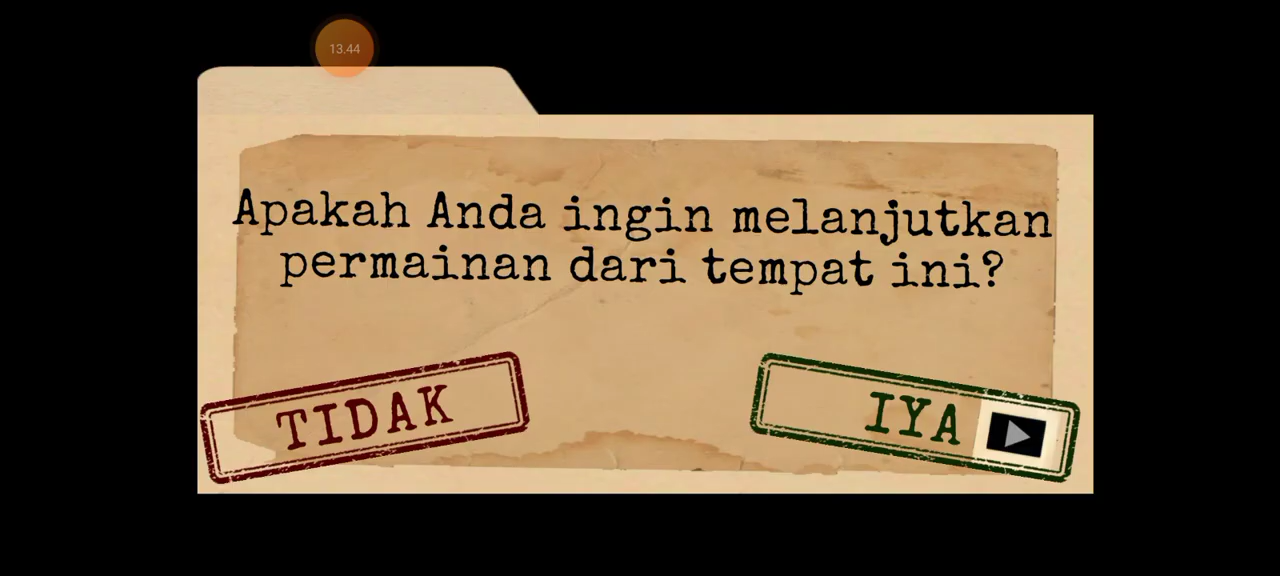 13.44
Apakah Anda ingin melanjutkan
permainan dari tempat ini?
TIDAK
IYA